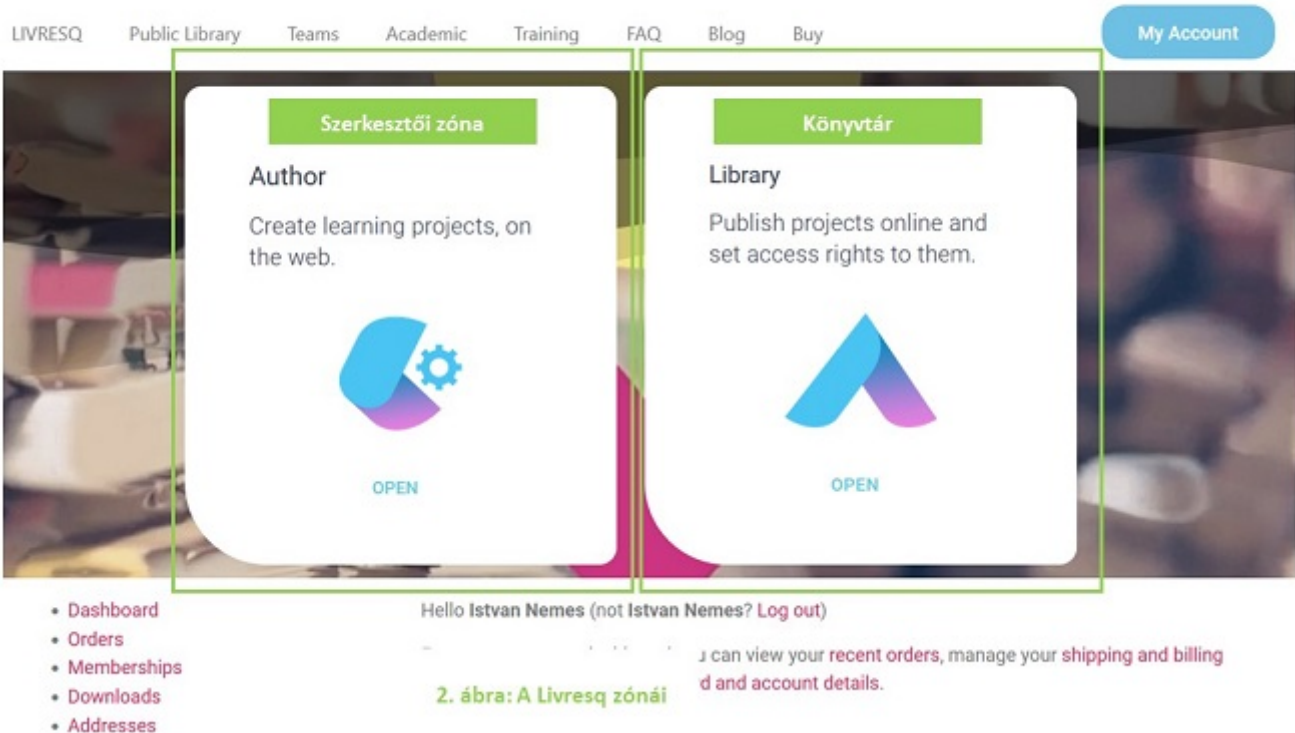 LIVRESQ Public Library Teams Academic Training FAQ Blog Buy My Account
Szerkesztői zóna
Author
Create learning projects, on
the web.
OPEN
Könyvtár
Library
Publish projects online and
set access rights to them.
OPEN
• Dashboard
• Orders
• Memberships
• Downloads
• Addresses
Hello Istvan Nemes (not Istvan Nemes? Log out)
can view your recent orders, manage your shipping and billing
d and account details.
2. ábra: A Livresq zónái